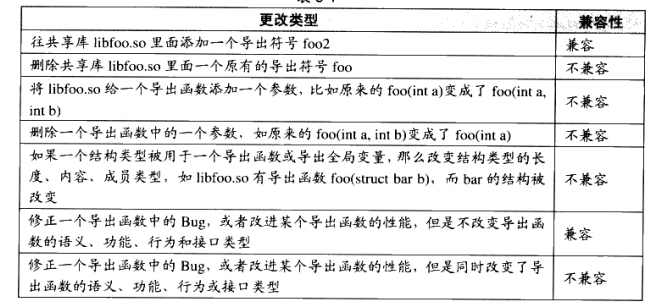 更改类型 兼容性
往共享库 libfoo.so 里面添加一个导出符号 foo2 兼容
删除共享库 libfoo.so 里面一个原有的导出符号 foo 不兼容
将 libfoo.so 给一个导出函数添加一个参数，比如原来的 foo(int a)变成了 foo(int a,
int b) 不兼容
删除一个导出函数中的一个参数，如原来的 foo(int a, int b)变成了 foo(int a) 不兼容
如果一个结构类型被用于一个导出函数或导出全局变量，那么改变结构类型的长
度、内容、成员类型，如 libfoo.so 有导出函数 foo(struct bar b)，而 bar 的结构被 不兼容
改变
修正一个导出函数中的 Bug，或者改进某个导出函数的性能，但是不改变导出函
数的语义、功能、行为和接口类型 兼容
修正一个导出函数中的 Bug，或者改进某个导出函数的性能，但是同时改变了导
出函数的语义、功能、行为或接口类型 不兼容